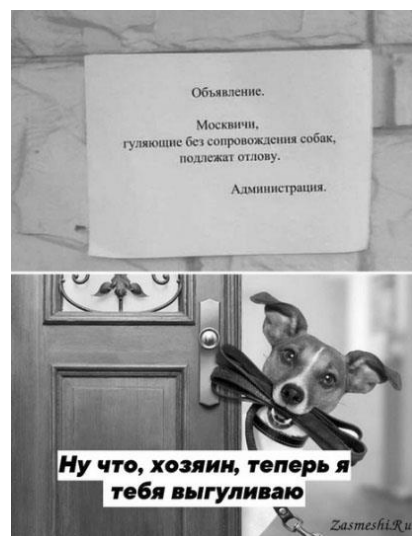 Объявление.
Москвичи,
гуляющие без сопровождения собак,
подлежат отлову.
Администрация.
Ну что, хозяин, теперь я
тебя выгуливаю
Zasmeshi.Ru